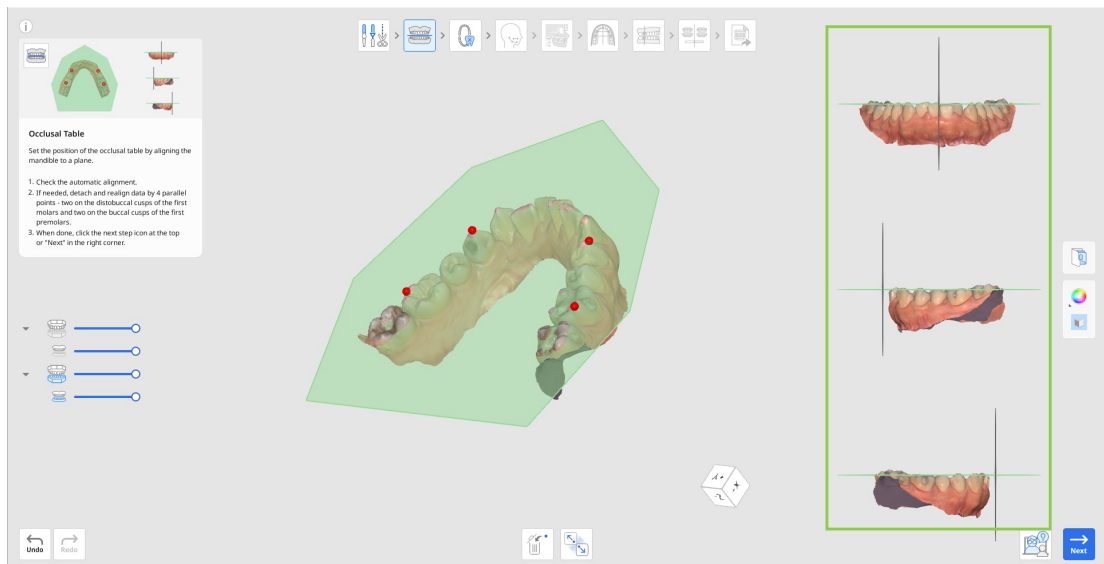 Occlusal Table
Set the position of the occlusal table by aligning the
mandible to a plane.
1. Check the automatic alignment.
2. If needed, detach and realign data by 4 parallel
points - two on the distobuccal cusps of the first
molars and two on the buccal cusps of the first
premolars.
3. When done, click the next step icon at the top
or "Next" in the right corner.
Undo
Redo
Next